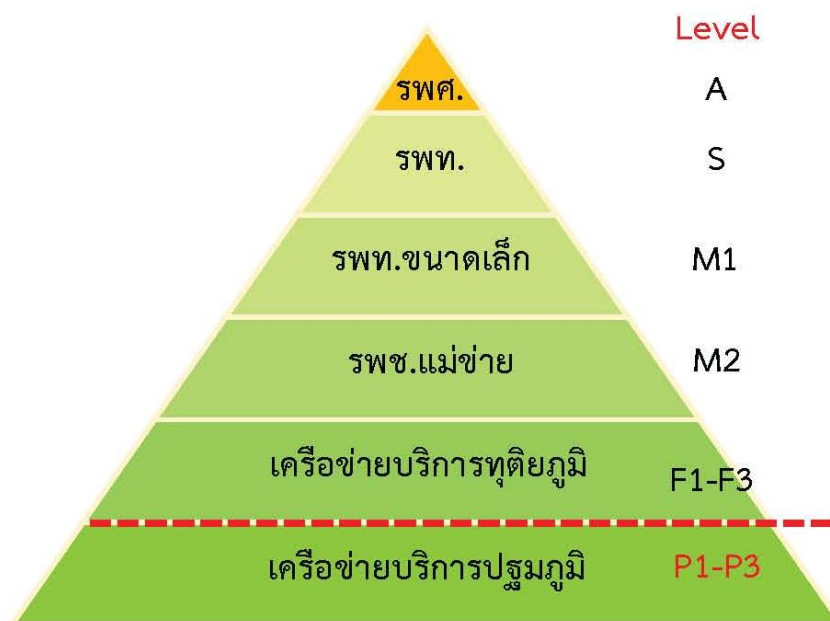 Level
รพศ. A
รพท. S
รพท.ขนาดเล็ก M1
รพช.แม่ข่าย M2
เครือข่ายบริการทุติยภูมิ F1-F3
เครือข่ายบริการปฐมภูมิ P1-P3